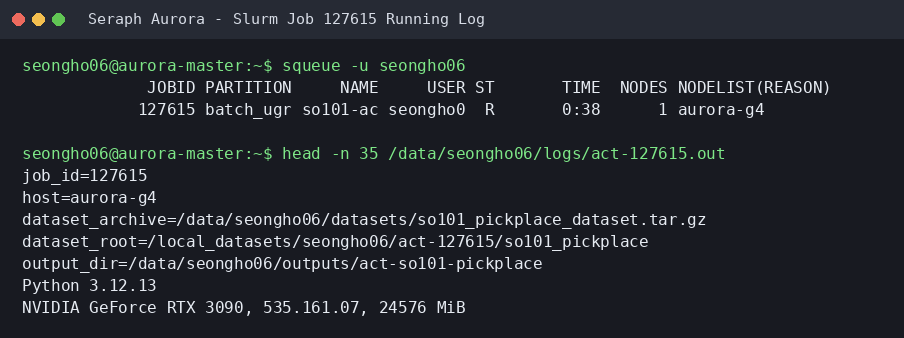 Seraph Aurora - Slurm Job 127615 Running Log
seongho06@aurora-master:~$ squeue -u seongho06
             JOBID PARTITION     NAME     USER ST       TIME  NODES NODELIST(REASON)
            127615 batch_ugr so101-ac seongho0  R       0:38      1 aurora-g4
seongho06@aurora-master:~$ head -n 35 /data/seongho06/logs/act-127615.out
job_id=127615
host=aurora-g4
dataset_archive=/data/seongho06/datasets/so101_pickplace_dataset.tar.gz
dataset_root=/local_datasets/seongho06/act-127615/so101_pickplace
output_dir=/data/seongho06/outputs/act-so101-pickplace
Python 3.12.13
NVIDIA GeForce RTX 3090, 535.161.07, 24576 MiB